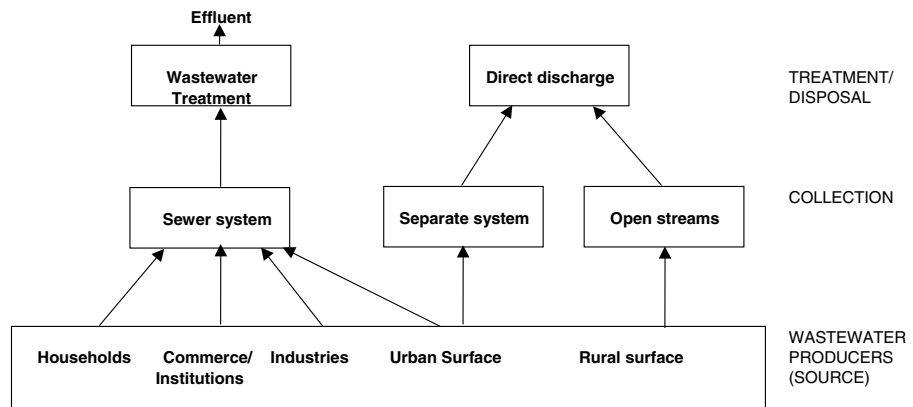 Effluent
Wastewater
Treatment
Direct discharge
TREATMENT/
DISPOSAL
Sewer system
Separate system
Open streams
COLLECTION
Households
Commerce/
Institutions
Industries
Urban Surface
Rural surface
WASTEWATER
PRODUCERS
(SOURCE)